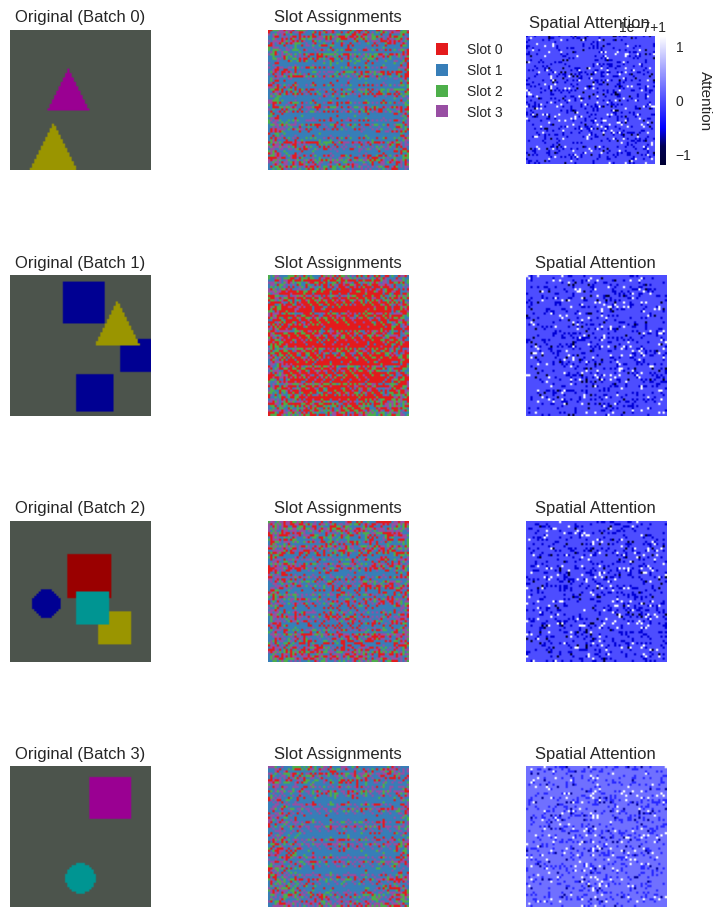 Original (Batch 0)
Slot Assignments
Slot 0
Slot 1
Slot 2
Slot 3
Spatial Attention
1e−7+1
1
0
−1
Attention
Original (Batch 1)
Slot Assignments
Spatial Attention
Original (Batch 2)
Slot Assignments
Spatial Attention
Original (Batch 3)
Slot Assignments
Spatial Attention